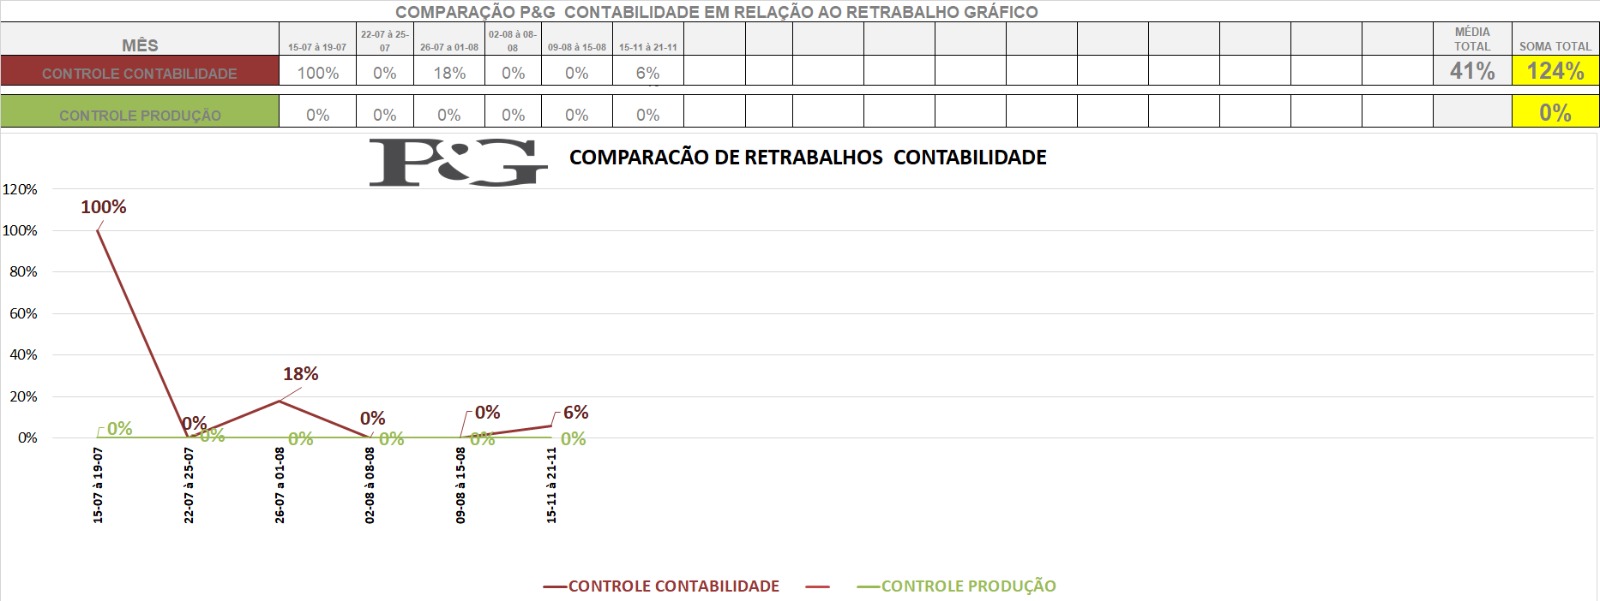 COMPARAÇÃO P&G CONTABILIDADE EM RELAÇÃO AO RETRABALHO GRÁFICO
MÊS 15-07 à 19-07 22-07 à 25-07 26-07 a 01-08 02-08 à 08-08 09-08 à 15-08 15-11 à 21-11 MÉDIA TOTAL SOMA TOTAL
CONTROLE CONTABILIDADE 100% 0% 18% 0% 0% 6% 41% 124%
CONTROLE PRODUÇÃO 0% 0% 0% 0% 0% 0% 0%
P&G COMPARACÃO DE RETRABALHOS CONTABILIDADE
120%
100%
100%
80%
60%
40%
18%
20%
0% 0% 0% 6%
0% 0% 0% 0% 0% 0% 0%
15-07 à 19-07
22-07 à 25-07
26-07 a 01-08
02-08 à 08-08
09-08 à 15-08
15-11 à 21-11
CONTROLE CONTABILIDADE CONTROLE PRODUÇÃO